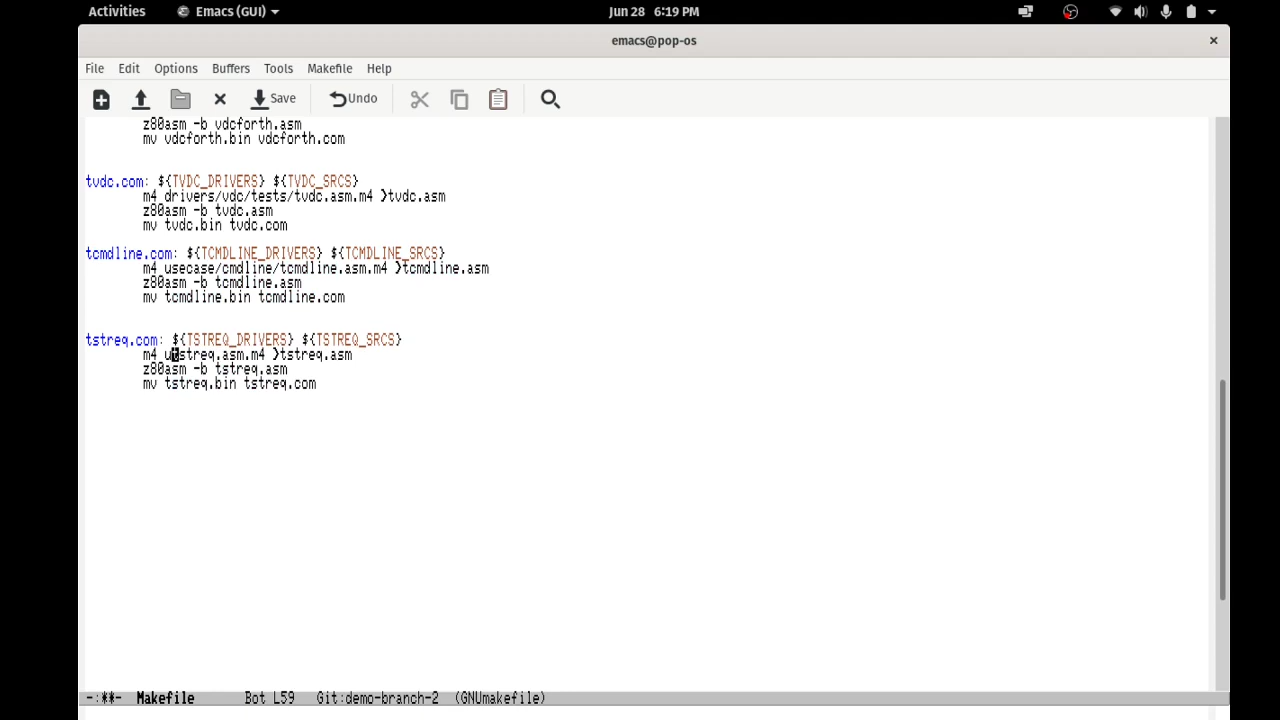 Activities Emacs (GUI) Jun 28 6:19 PM
emacs@pop-os
File Edit Options Buffers Tools Makefile Help
Save Undo
z80asm -b vdcforth.asm
mv vdcforth.bin vdcforth.com
tvdc.com: ${TVDC_DRIVERS} ${TVDC_SRCS}
m4 drivers/vdc/tests/tvdc.asm.m4 >tvdc.asm
z80asm -b tvdc.asm
mv tvdc.bin tvdc.com
tcmdline.com: ${TCMDLINE_DRIVERS} ${TCMDLINE_SRCS}
m4 usecase/cmdline/tcmdline.asm.m4 >tcmdline.asm
z80asm -b tcmdline.asm
mv tcmdline.bin tcmdline.com
tstreq.com: ${TSTREQ_DRIVERS} ${TSTREQ_SRCS}
m4 utstreq.asm.m4 >tstreq.asm
z80asm -b tstreq.asm
mv tstreq.bin tstreq.com
-:**- Makefile Bot L59 Git:demo-branch-2 (GNUmakefile)